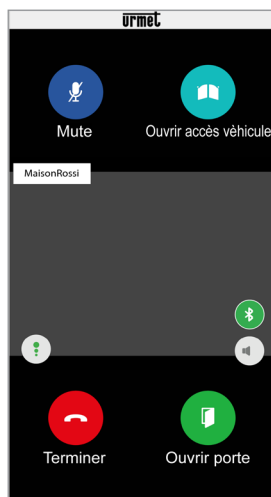 urmet
Mute
Ouvrir accès vèhicule
MaisonRossi
Terminer
Ouvrir porte